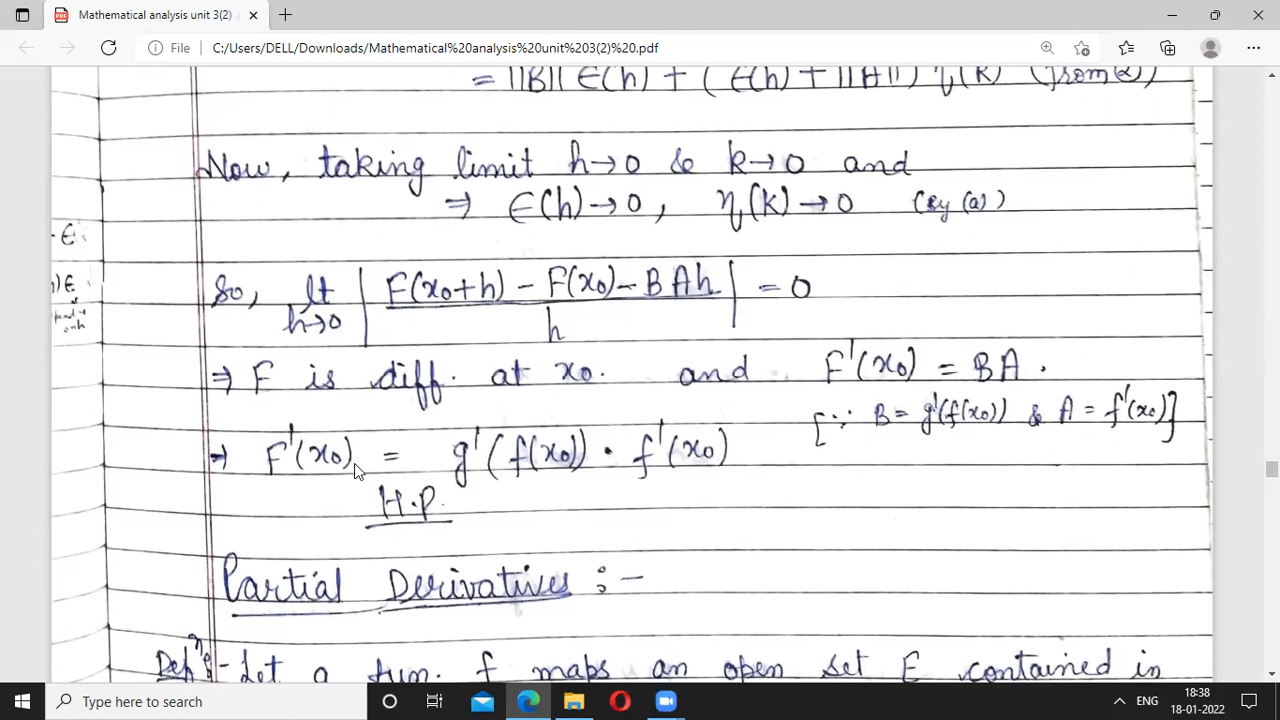 Mathematical analysis unit 3(2)
File
C:/Users/DELL/Downloads/Mathematical%20analysis%20unit%203(2)%20.pdf
= ||B|| ∈(h) + (∈(h) + ||A||) η(k) (from α)
Now, taking limit h→0 & k→0 and
⇒ ∈(h)→0, η(k)→0 (By (a))
So, lt h→0 | F(x₀+h) - F(x₀) - BAh / h | = 0
⇒ F is diff. at x₀. and F'(x₀) = BA.
[∵ B = g'(f(x₀)) & A = f'(x₀)]
⇒ F'(x₀) = g'(f(x₀)) · f'(x₀)
H.P.
Partial Derivatives :-
Defⁿ:- Let a fun. f maps an open set E contained in
Type here to search
ENG
18:38
18-01-2022